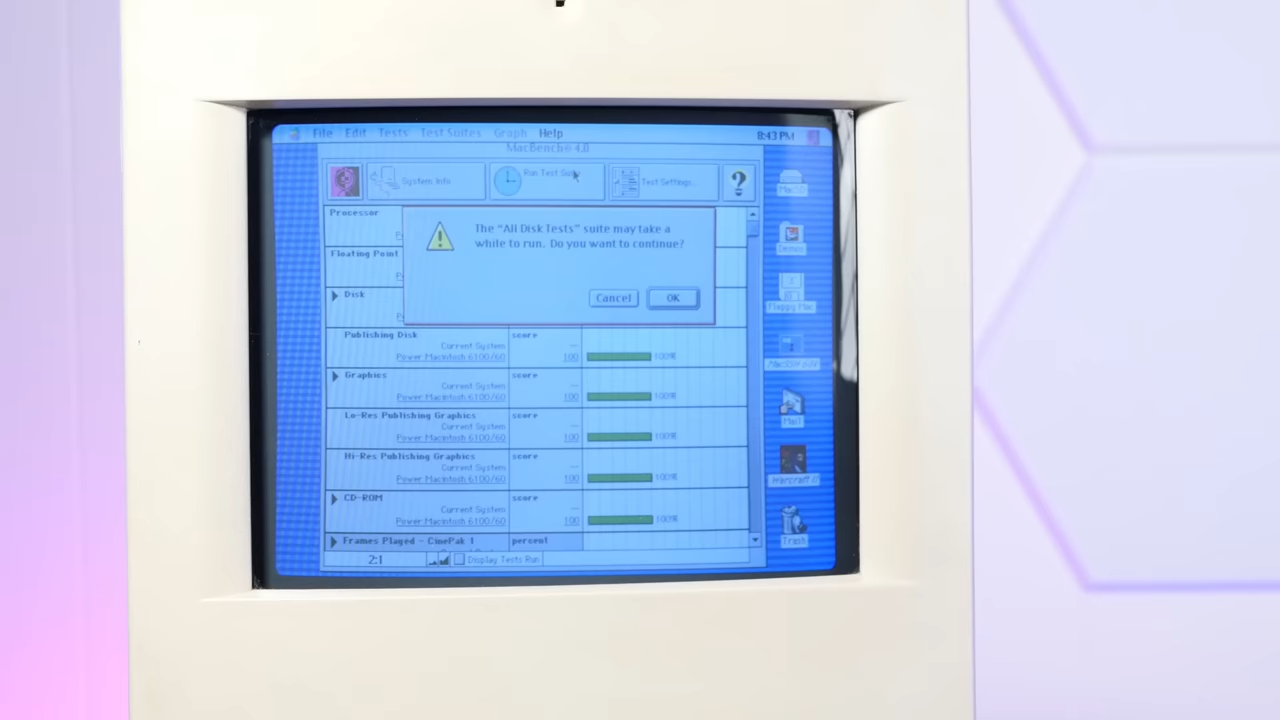 File Edit Tests Test Suites Graph Help 8:43 PM
MacBench® 4.0
System Info
Test Settings...
?
Processor
Floating Point
The "All Disk Tests" suite may take a
while to run. Do you want to continue?
Cancel OK
Disk
Publishing Disk score
Current System --
Power Macintosh 6100/60 100 100%
Graphics score
Current System --
Power Macintosh 6100/60 100 100%
Lo-Res Publishing Graphics score
Current System --
Power Macintosh 6100/60 100 100%
Hi-Res Publishing Graphics score
Current System --
Power Macintosh 6100/60 100 100%
CD-ROM score
Current System --
Power Macintosh 6100/60 100 100%
Frames Played - CinePak 1 percent
2:1 Display Tests Run
Floppy Mac
Mail
Warcraft II
Trash